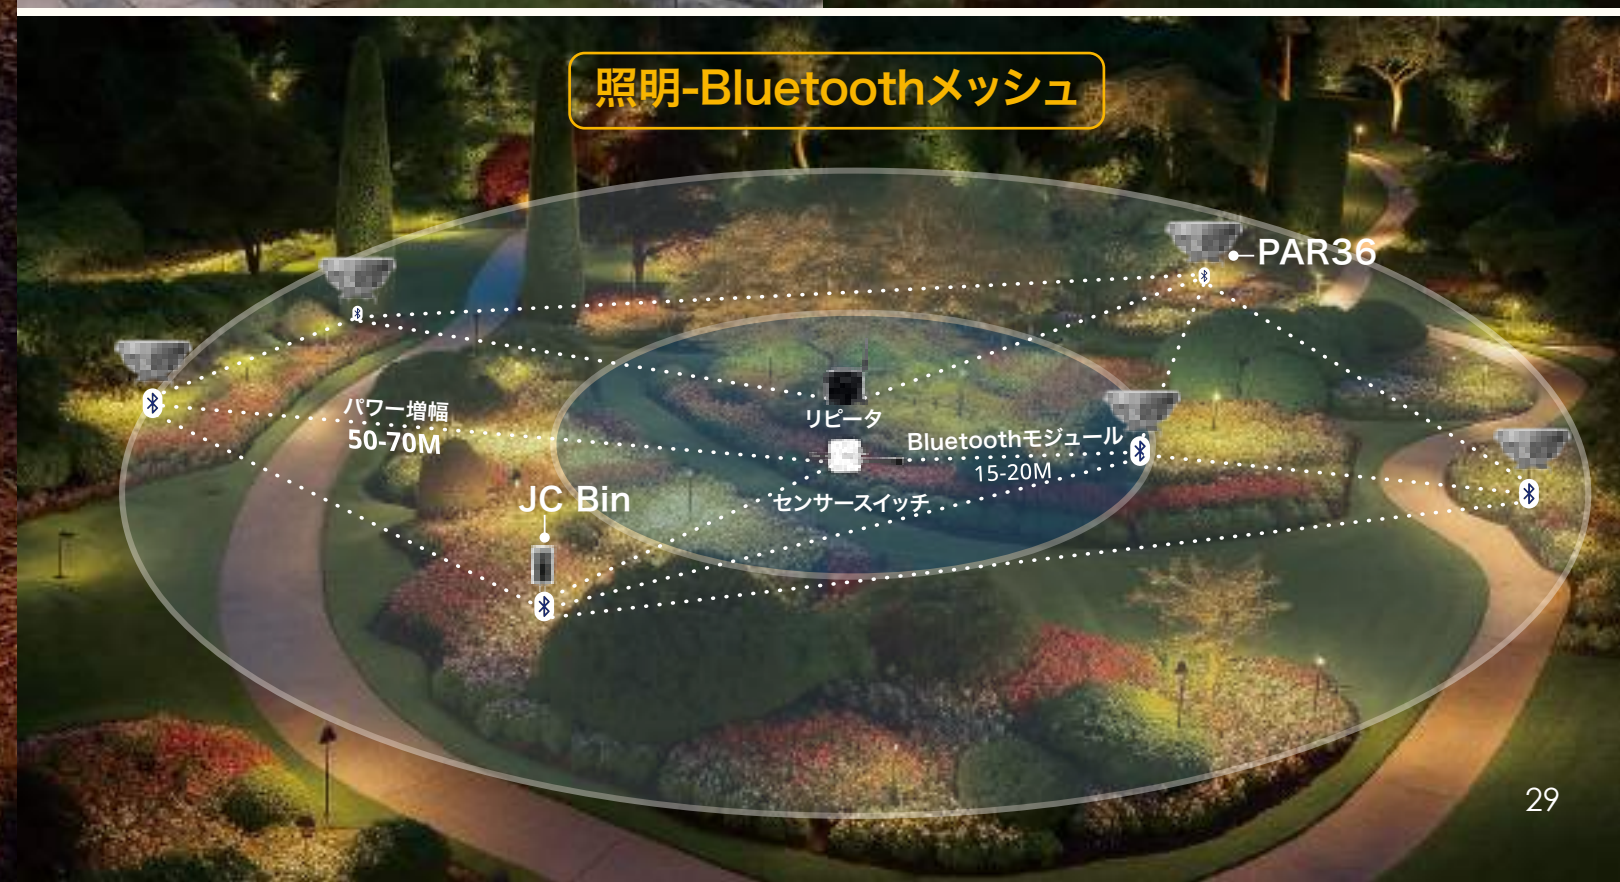 照明-Bluetoothメッシュ
PAR36
パワー増幅
50-70M
リピータ
Bluetoothモジュール
15-20M
センサースイッチ
JC Bin
29